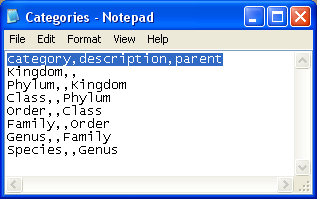 Categories - Notepad
File Edit Format View Help
category,description,parent
Kingdom,,
Phylum,,Kingdom
Class,,Phylum
Order,,Class
Family,,Order
Genus,,Family
Species,,Genus